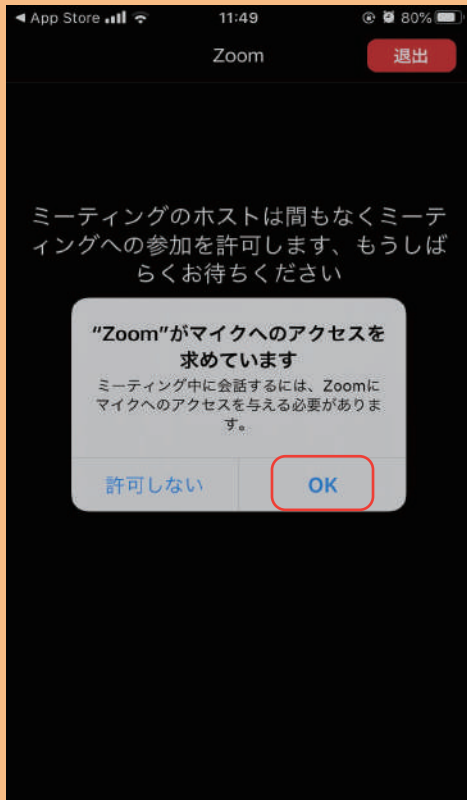 ◀ App Store 11:49 80%
Zoom 退出
ミーティングのホストは間もなくミーテ
ィングへの参加を許可します、もうしば
らくお待ちください
"Zoom"がマイクへのアクセスを
求めています
ミーティング中に会話するには、Zoomに
マイクへのアクセスを与える必要がありま
す。
許可しない OK